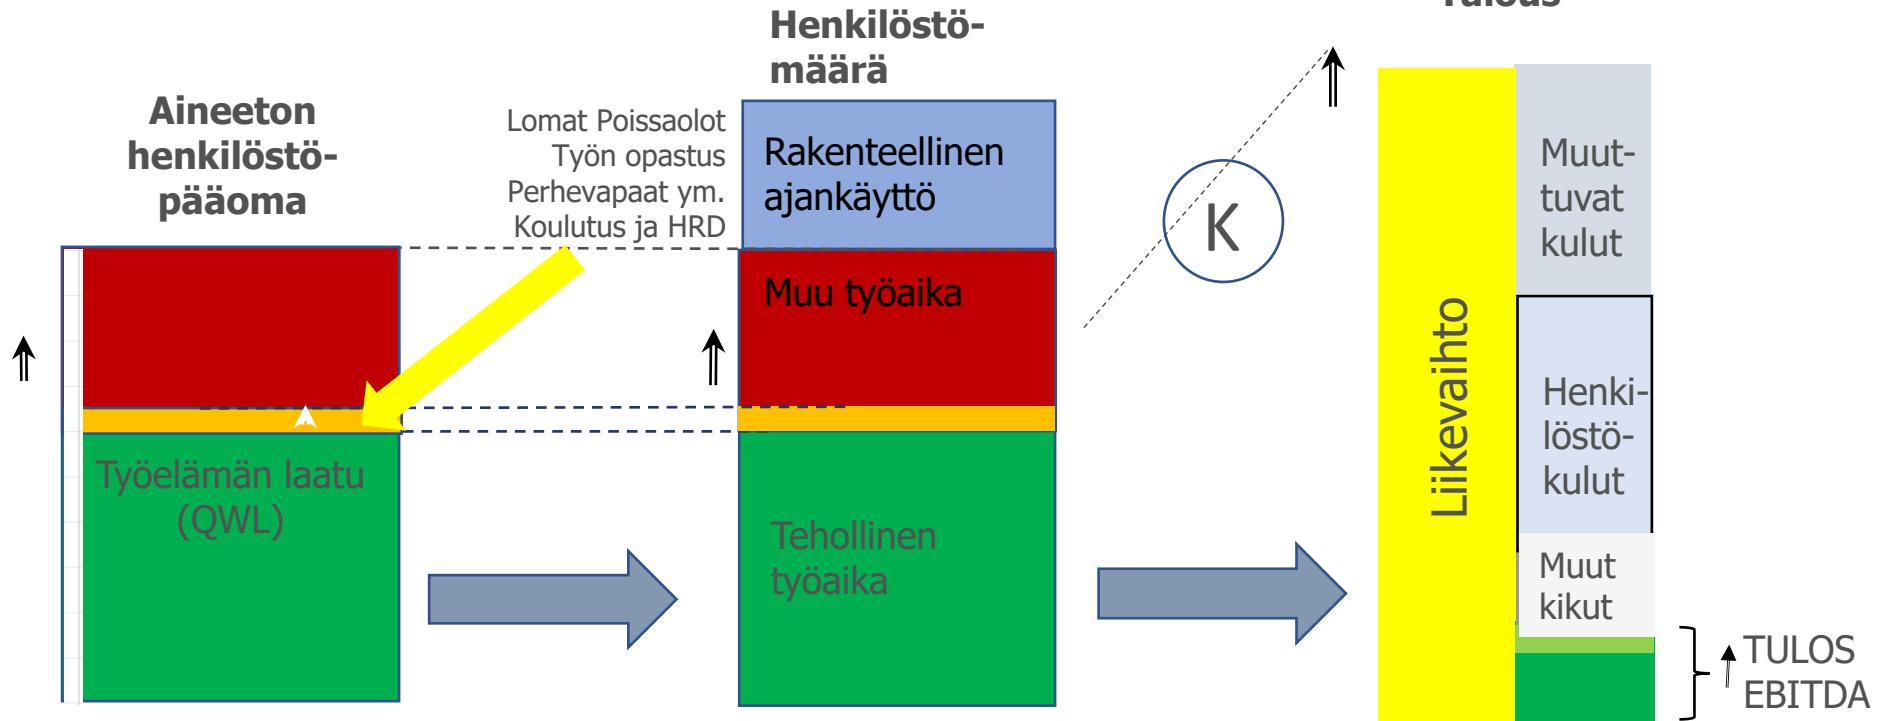 Talous
Henkilöstö-
määrä
Aineeton
henkilöstö-
pääoma
Lomat Poissaolot
Työn opastus
Perhevapaat ym.
Koulutus ja HRD
Rakenteellinen
ajankäyttö
Muu työaika
Työelämän laatu
(QWL)
Tehollinen
työaika
K
Liikevaihto
Muut-
tuvat
kulut
Henki-
löstö-
kulut
Muut
kikut
TULOS
EBITDA